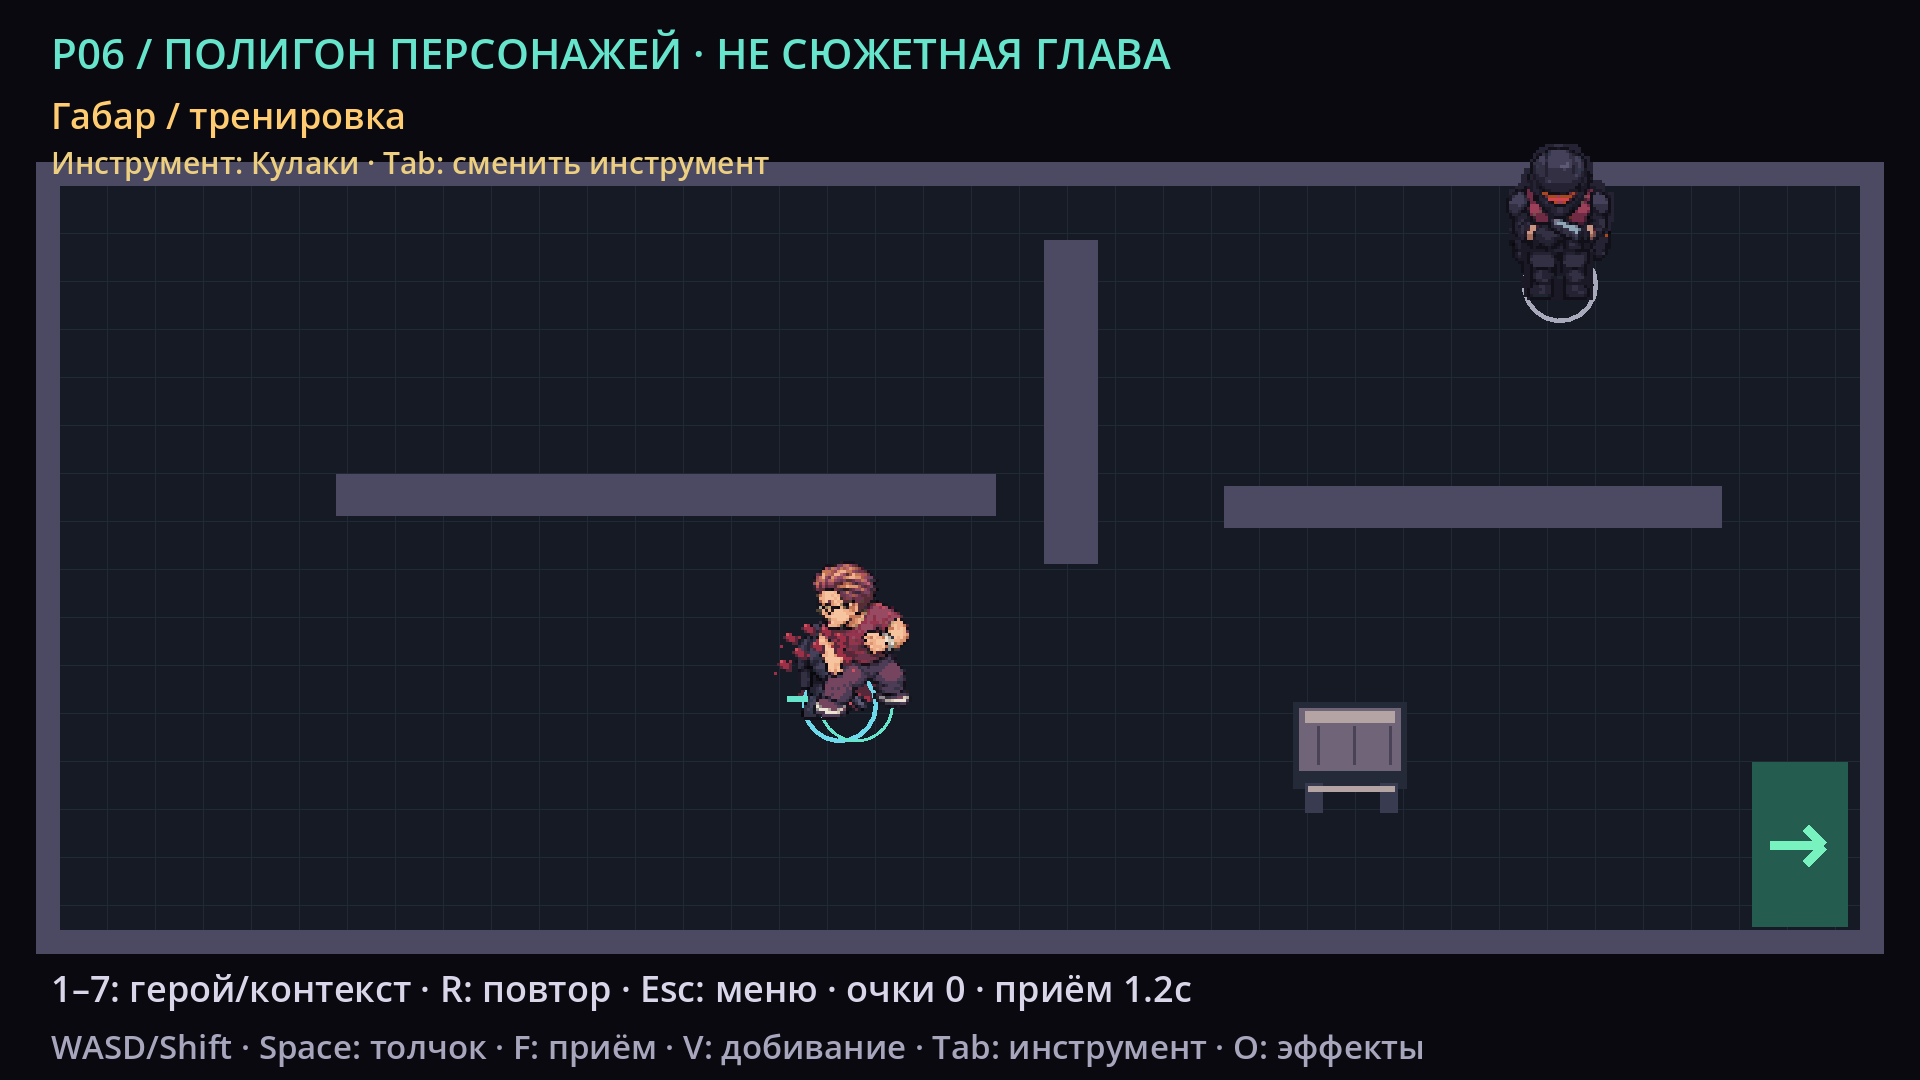 P06 / ПОЛИГОН ПЕРСОНАЖЕЙ · НЕ СЮЖЕТНАЯ ГЛАВА
Габар / тренировка
Инструмент: Кулаки · Tab: сменить инструмент
1–7: герой/контекст · R: повтор · Esc: меню · очки 0 · приём 1.2с
WASD/Shift · Space: толчок · F: приём · V: добивание · Tab: инструмент · O: эффекты